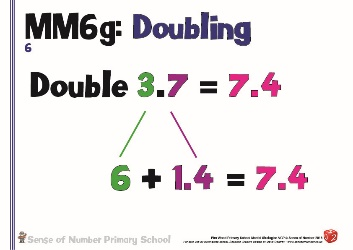 MM6g: Doubling
6
Double 3.7 = 7.4
6 + 1.4 = 7.4
Sense of Number Primary School